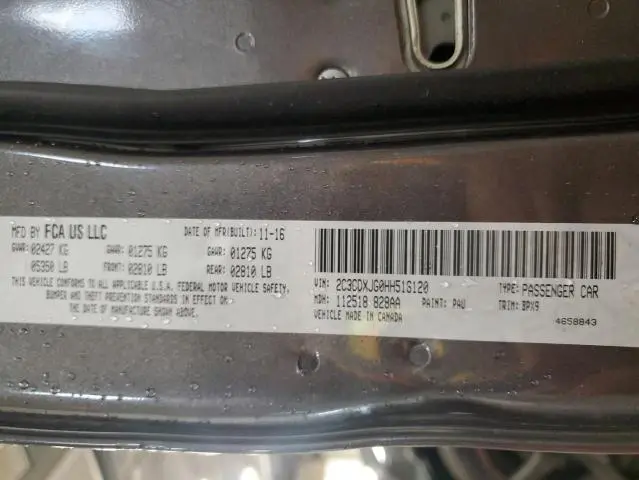 MFD BY FCA US LLC DATE OF MFR(BUILT): 11-16
GVWR: 02427 KG GAWR: 01275 KG GAWR: 01275 KG
05350 LB FRONT: 02810 LB REAR: 02810 LB
THIS VEHICLE CONFORMS TO ALL APPLICABLE U.S.A. FEDERAL MOTOR VEHICLE SAFETY,
BUMPER AND THEFT PREVENTION STANDARDS IN EFFECT ON
THE DATE OF MANUFACTURE SHOWN ABOVE.
VIN: 2C3CDXJG0HH51G120 TYPE: PASSENGER CAR
MDH: 112518 828AA PAINT: PAU TRIM: BPX9
VEHICLE MADE IN CANADA 4658843